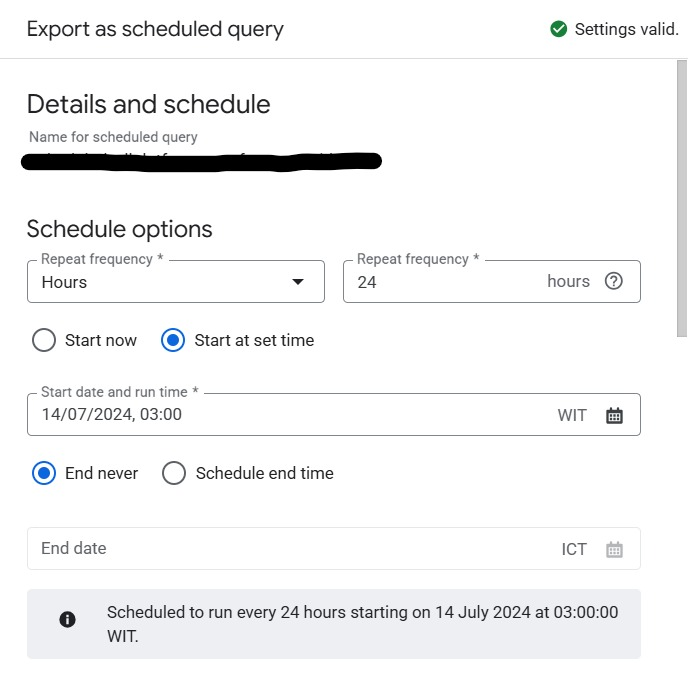 Export as scheduled query
Settings valid.
Details and schedule
Name for scheduled query
Schedule options
Repeat frequency *
Hours
Repeat frequency *
24 hours
Start now
Start at set time
Start date and run time *
14/07/2024, 03:00 WIT
End never
Schedule end time
End date ICT
Scheduled to run every 24 hours starting on 14 July 2024 at 03:00:00
WIT.